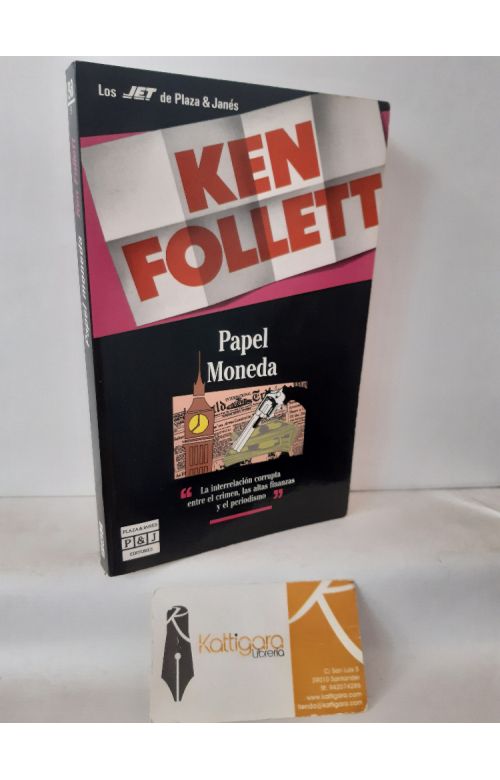 Los JET de Plaza & Janés
KEN
FOLLETT
Papel
Moneda
“ La interrelación corrupta
entre el crimen, las altas finanzas
y el periodismo ”
PLAZA & JANES
P & J
EDITORES
Papel moneda Ken Follett
Kattigara
Librería
C/ San Luis 5
39010 Santander
www.kattigara.com
tienda@kattigara.com